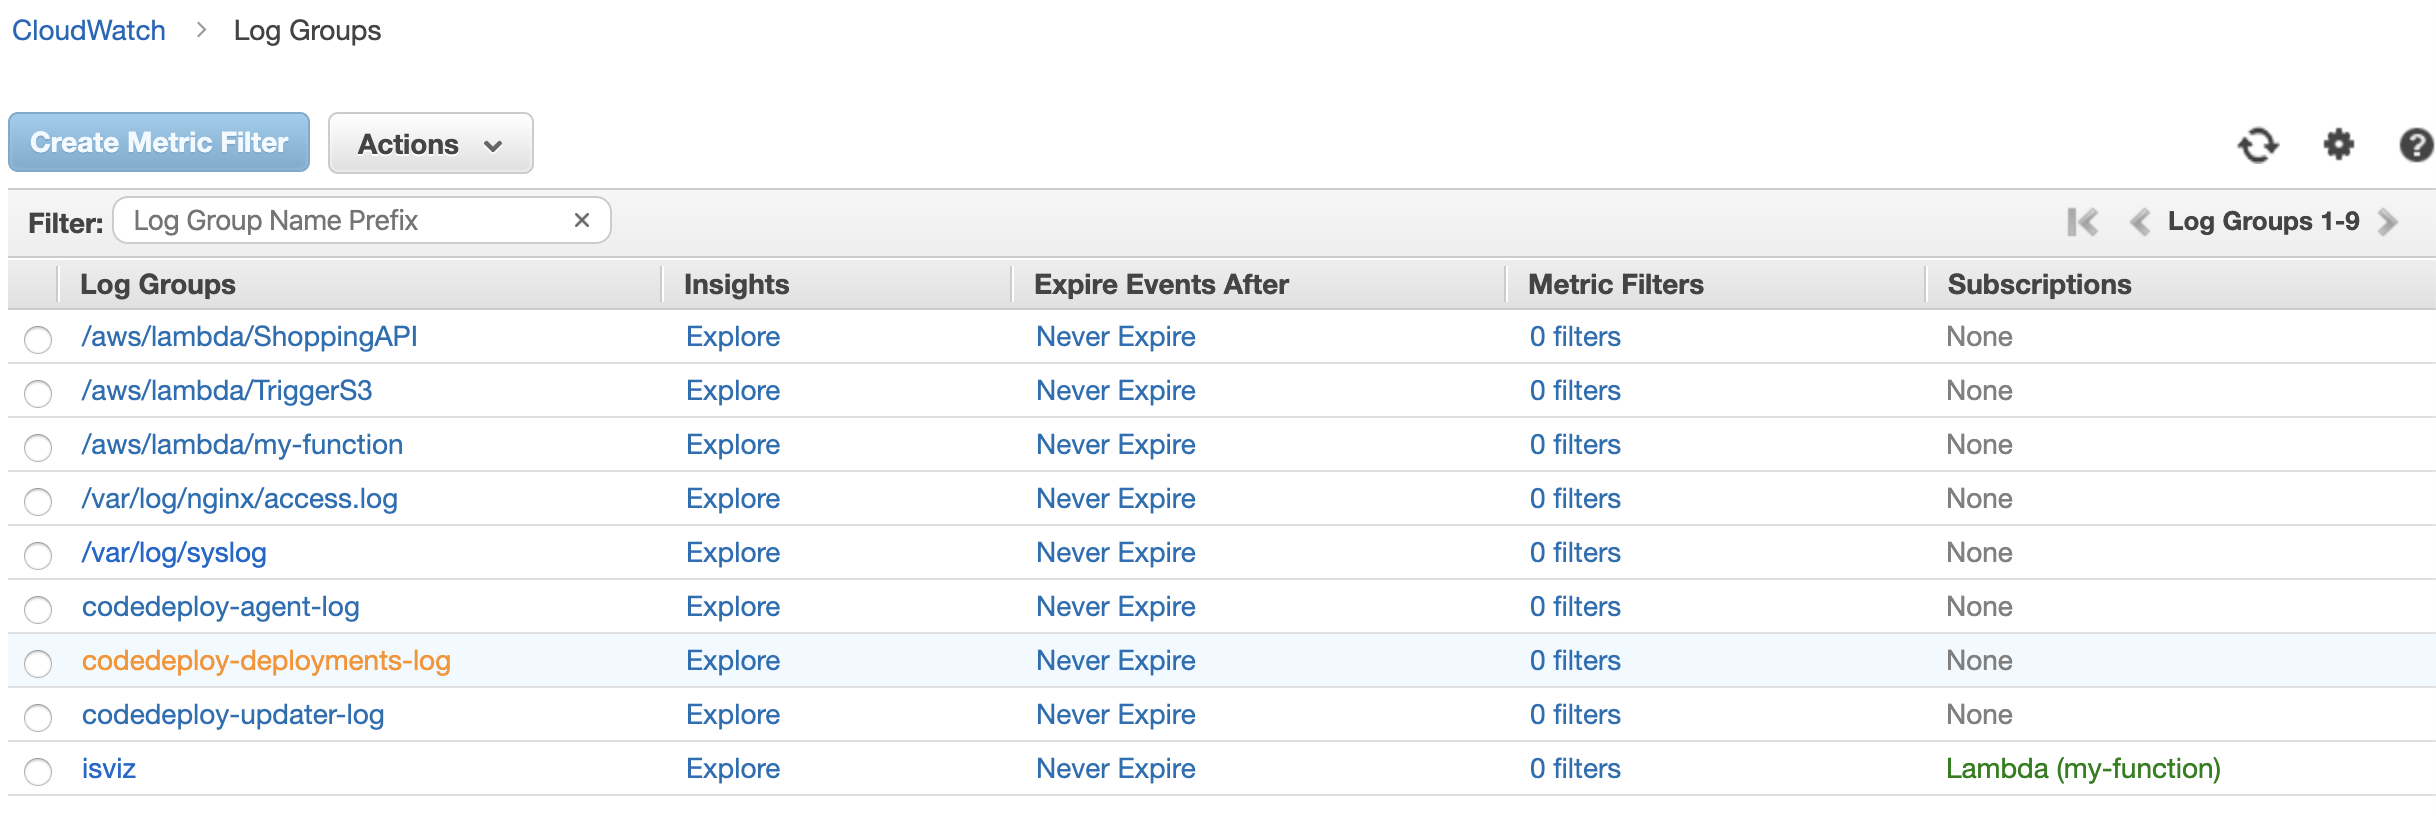 CloudWatch > Log Groups
Create Metric Filter Actions
Filter: Log Group Name Prefix × Log Groups 1-9
Log Groups Insights Expire Events After Metric Filters Subscriptions
/aws/lambda/ShoppingAPI Explore Never Expire 0 filters None
/aws/lambda/TriggerS3 Explore Never Expire 0 filters None
/aws/lambda/my-function Explore Never Expire 0 filters None
/var/log/nginx/access.log Explore Never Expire 0 filters None
/var/log/syslog Explore Never Expire 0 filters None
codedeploy-agent-log Explore Never Expire 0 filters None
codedeploy-deployments-log Explore Never Expire 0 filters None
codedeploy-updater-log Explore Never Expire 0 filters None
isviz Explore Never Expire 0 filters Lambda (my-function)